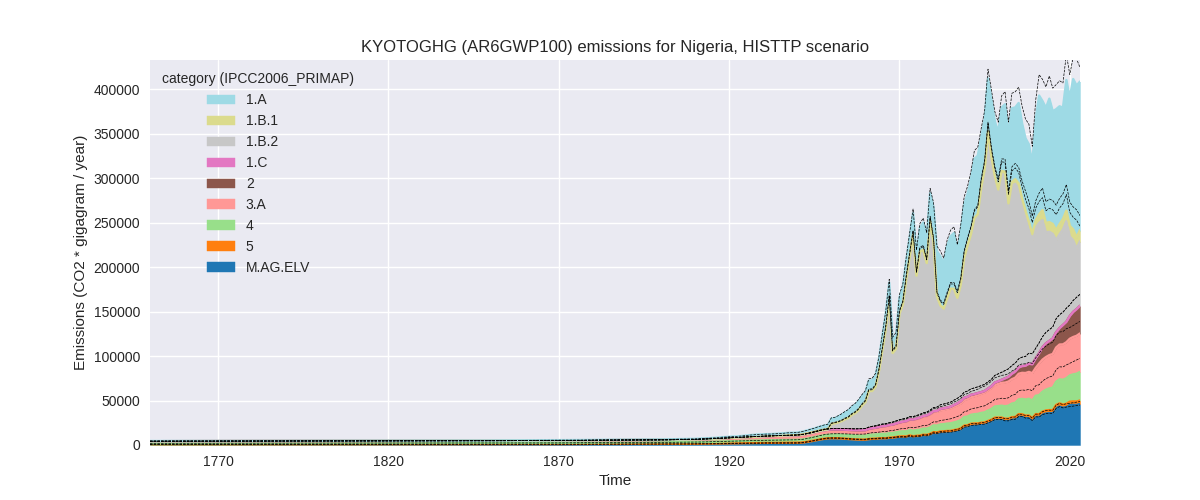 KYOTOGHG (AR6GWP100) emissions for Nigeria, HISTTP scenario
category (IPCC2006_PRIMAP)
1.A
1.B.1
1.B.2
1.C
2
3.A
4
5
M.AG.ELV
Emissions (CO2 * gigagram / year)
400000
350000
300000
250000
200000
150000
100000
50000
0
1770
1820
1870
1920
1970
2020
Time